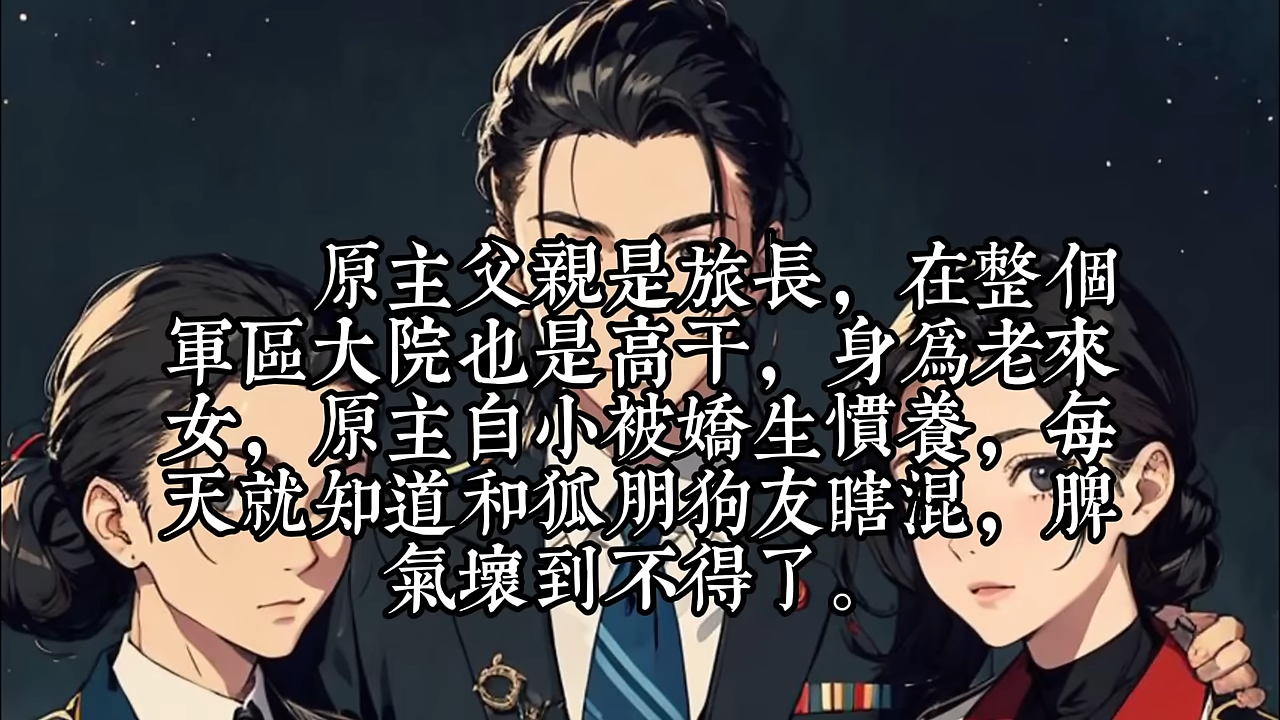 原主父親是旅長，在整個
軍區大院也是高干，身爲老來
女，原主自小被嬌生慣養，每
天就知道和狐朋狗友瞎混，脾
氣壞到不得了。